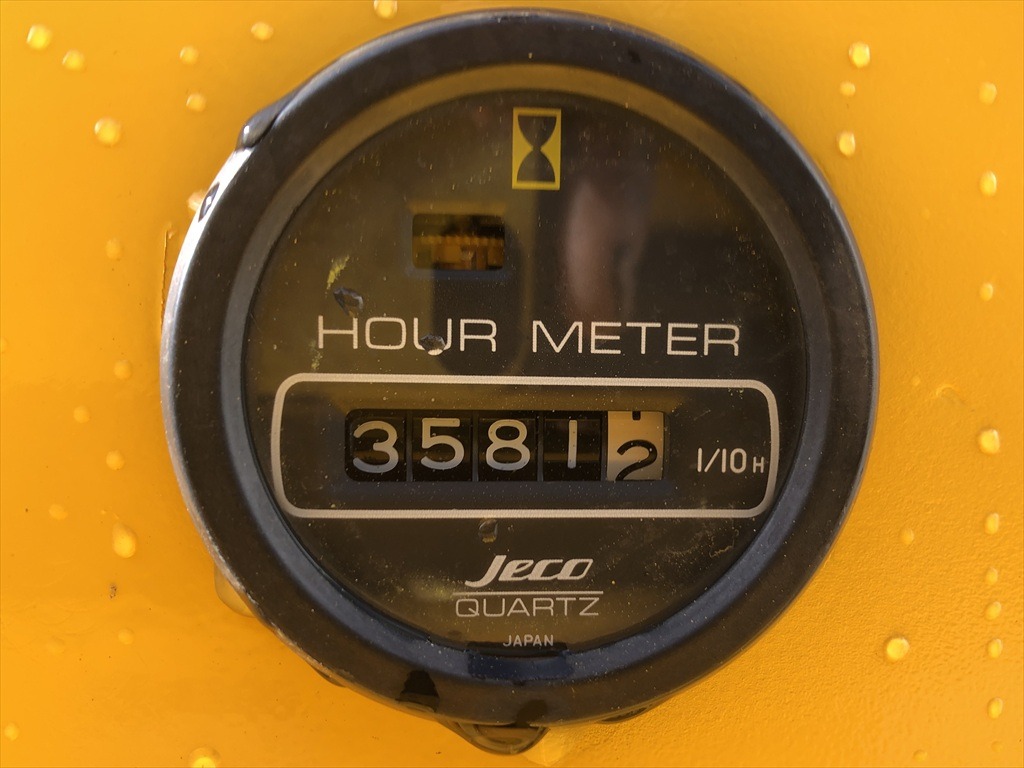 HOUR METER
35812 1/10H
Jeco
QUARTZ
JAPAN